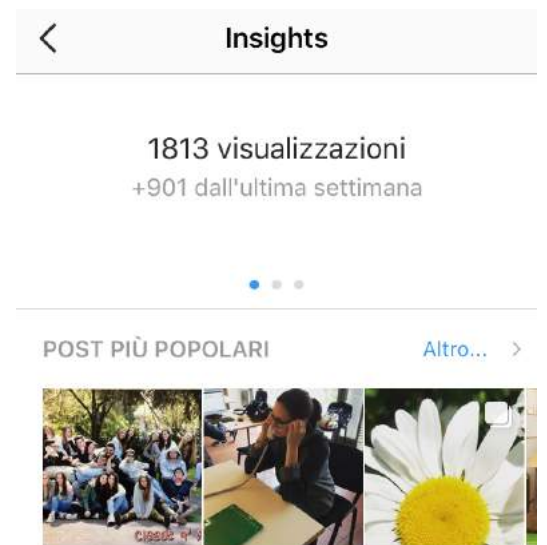 Insights
1813 visualizzazioni
+901 dall'ultima settimana
POST PIÙ POPOLARI
Altro...